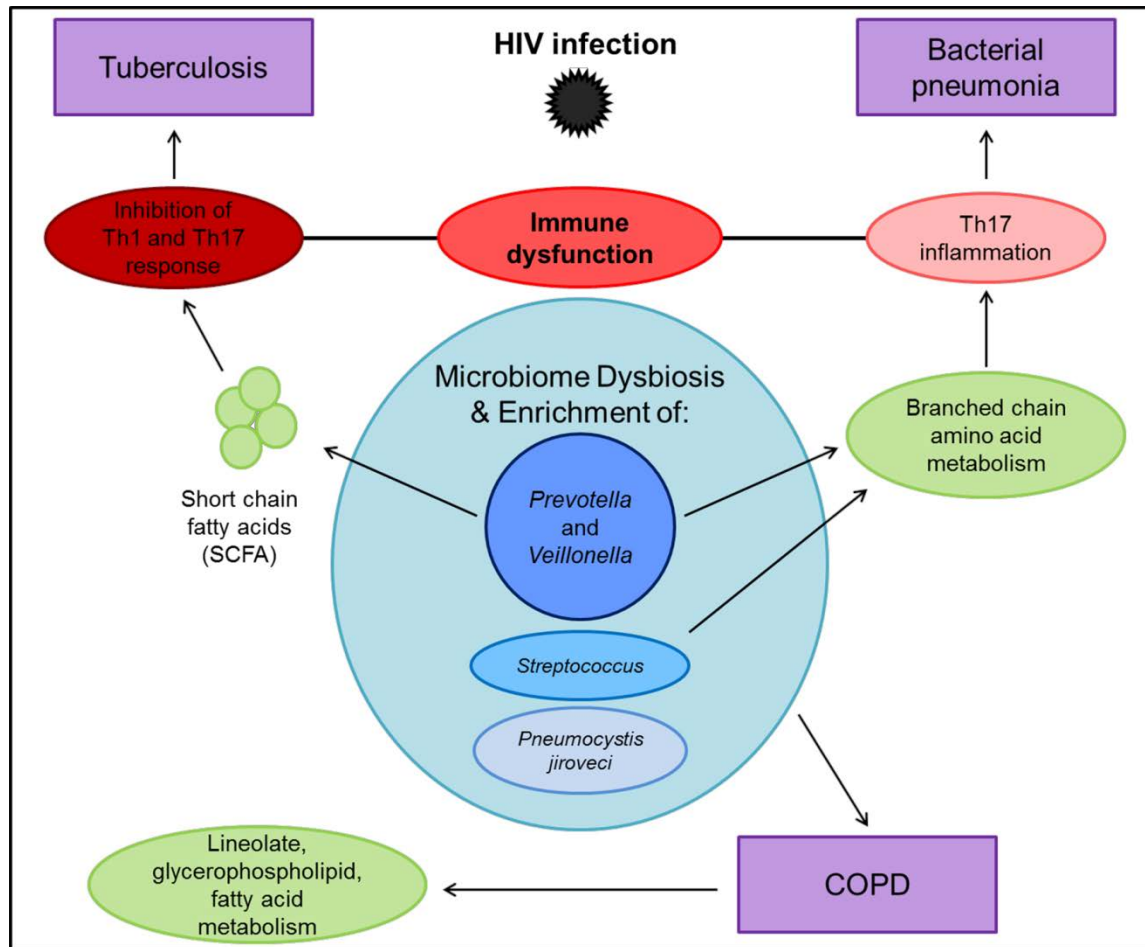 HIV infection
Tuberculosis
Bacterial
pneumonia
Inhibition of
Th1 and Th17
response
Immune
dysfunction
Th17
inflammation
Microbiome Dysbiosis
& Enrichment of:
Short chain
fatty acids
(SCFA)
Prevotella
and
Veillonella
Branched chain
amino acid
metabolism
Streptococcus
Pneumocystis
jiroveci
Lineolate,
glycerophospholipid,
fatty acid
metabolism
COPD